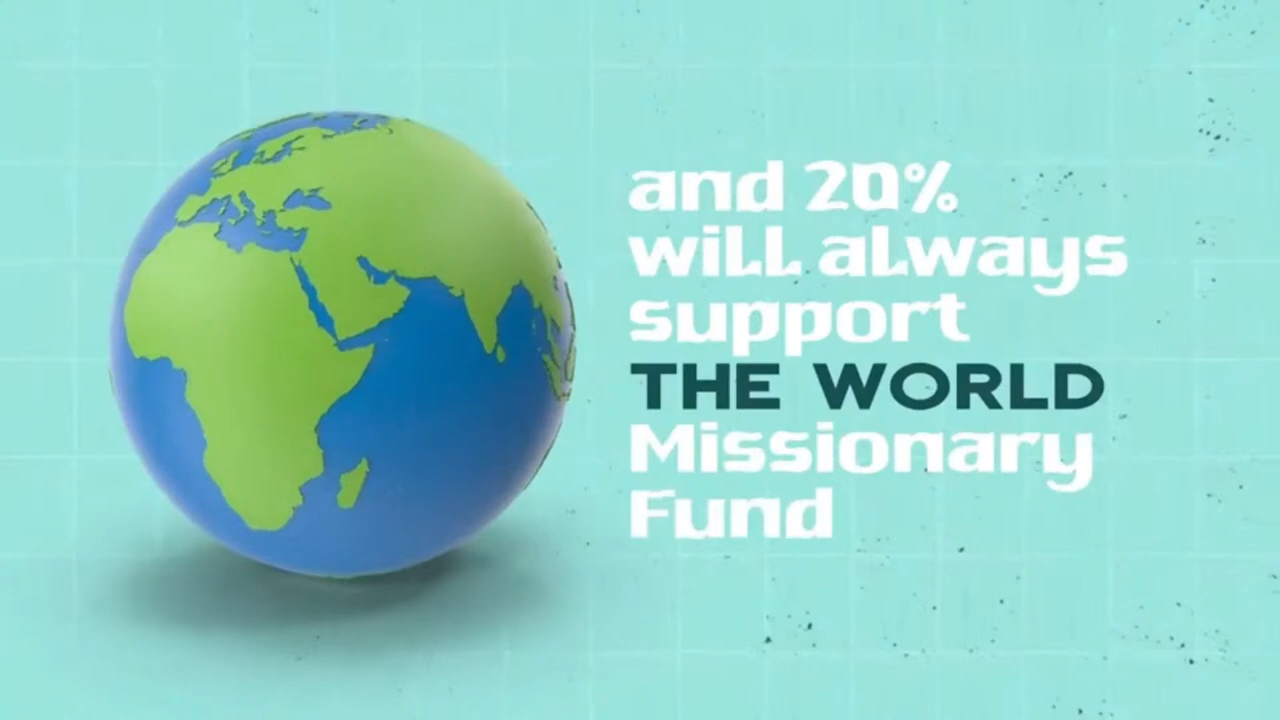 and 20%
will always
support
THE WORLD
Missionary
Fund